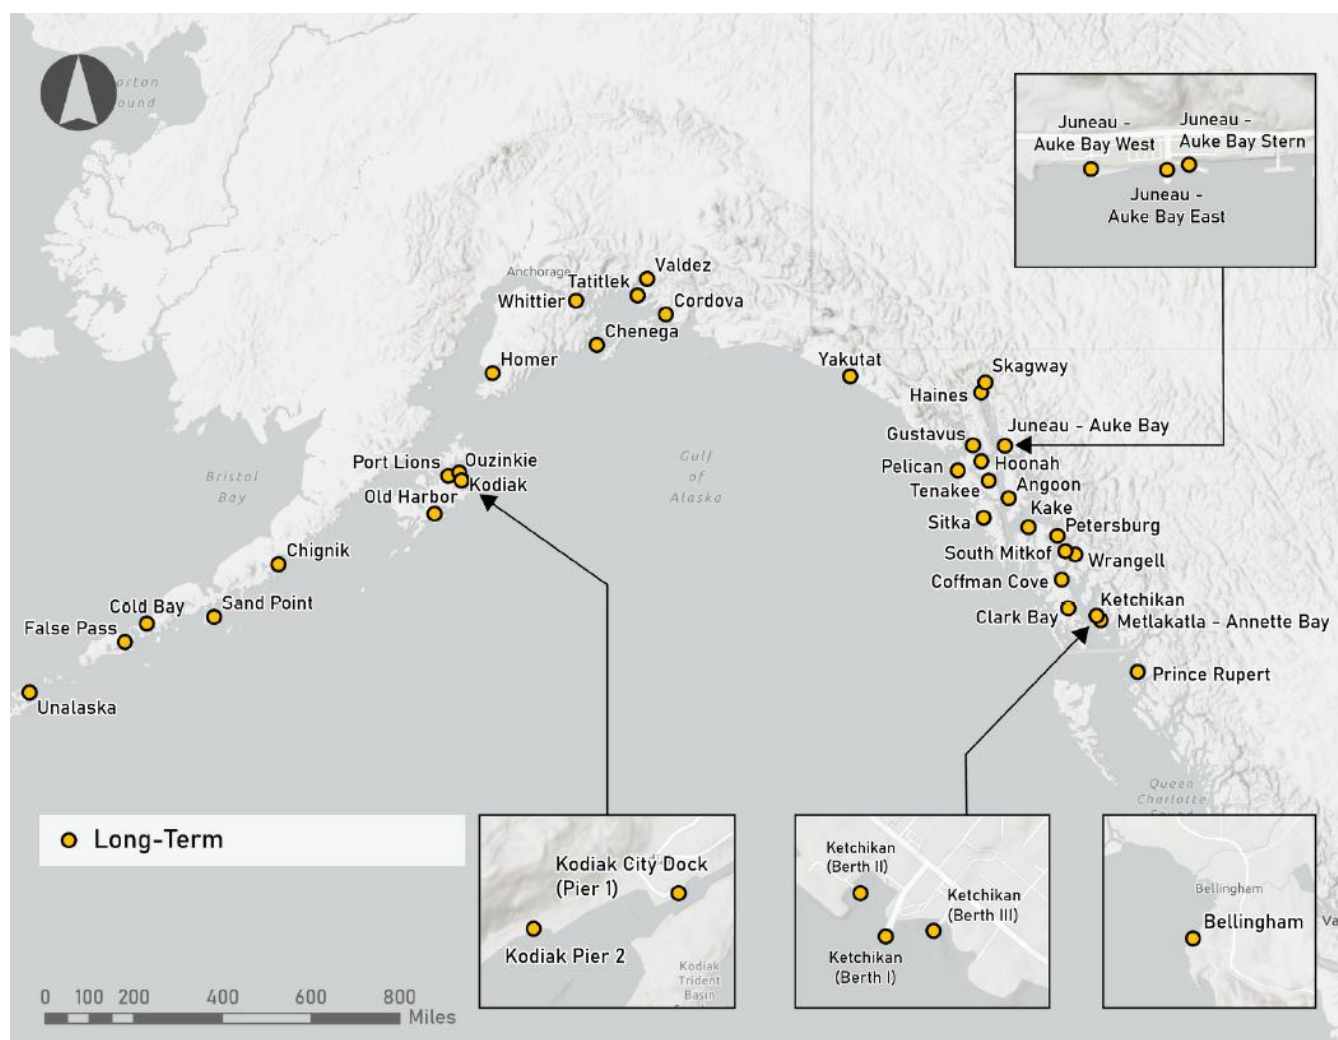 orton
ound
Juneau -
Auke Bay West
Juneau -
Auke Bay Stern
Juneau -
Auke Bay East
Anchorage
Valdez
Tatitlek
Whittier
Cordova
Chenega
Homer
Yakutat
Skagway
Haines
Gustavus
Juneau - Auke Bay
Pelican
Hoonah
Tenakee
Angoon
Kake
Sitka
Petersburg
South Mitkof
Wrangell
Coffman Cove
Clark Bay
Ketchikan
Metlakatla - Annette Bay
Prince Rupert
Gulf
of
Alaska
Bristol
Bay
Port Lions
Ouzinkie
Kodiak
Old Harbor
Chignik
Cold Bay
Sand Point
False Pass
Unalaska
Queen
Charlotte
Long-Term
0 100 200 400 600 800
Miles
Kodiak City Dock
(Pier 1)
Kodiak Pier 2
Kodiak
Trident
Basin
Ketchikan
(Berth II)
Ketchikan
(Berth III)
Ketchikan
(Berth I)
Bellingham
Bellingham
Va